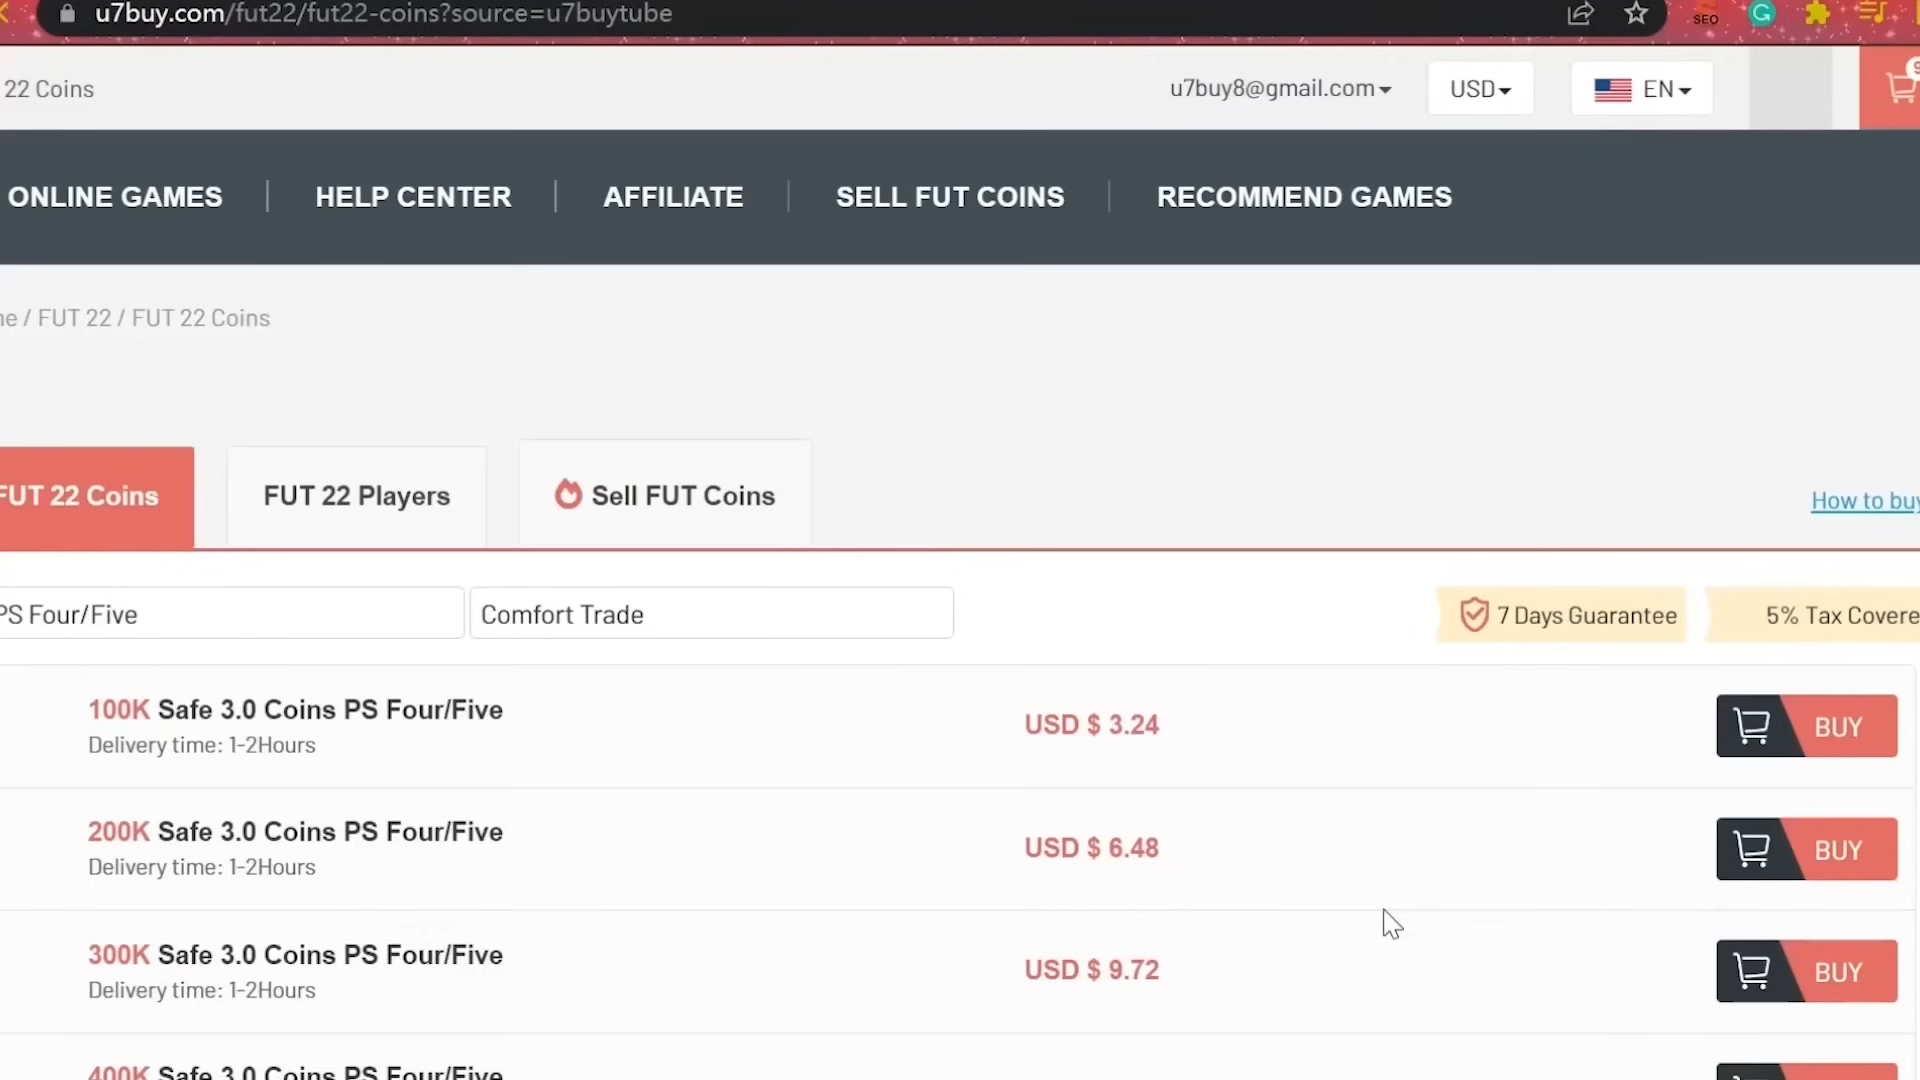 u7buy.com/fut22/fut22-coins?source=u7buytube
SEO
22 Coins
u7buy8@gmail.com
USD
EN
ONLINE GAMES
HELP CENTER
AFFILIATE
SELL FUT COINS
RECOMMEND GAMES
/ FUT 22 / FUT 22 Coins
FUT 22 Coins
FUT 22 Players
Sell FUT Coins
How to buy
PS Four/Five
Comfort Trade
7 Days Guarantee
5% Tax Covere
100K Safe 3.0 Coins PS Four/Five
Delivery time: 1-2Hours
USD $ 3.24
BUY
200K Safe 3.0 Coins PS Four/Five
Delivery time: 1-2Hours
USD $ 6.48
BUY
300K Safe 3.0 Coins PS Four/Five
Delivery time: 1-2Hours
USD $ 9.72
BUY
400K Safe 3.0 Coins PS Four/Five